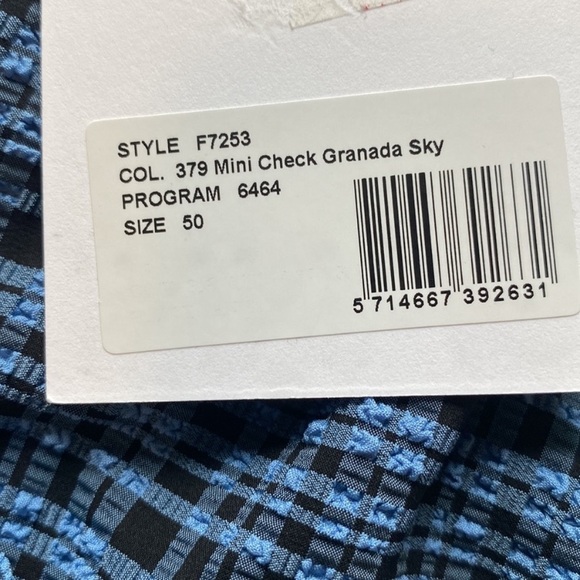 STYLE F7253
COL. 379 Mini Check Granada Sky
PROGRAM 6464
SIZE 50
5 714667 392631